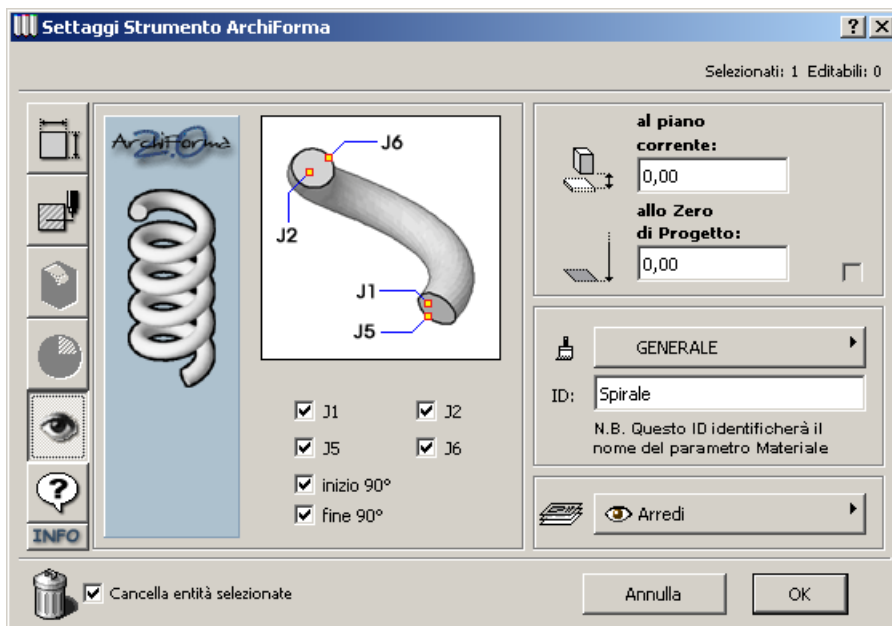 Settaggi Strumento ArchiForma
Selezionati: 1 Editabili: 0
ArchiForma
2.0
J6
J2
J1
J5
J1 J2
J5 J6
inizio 90°
fine 90°
INFO
al piano
corrente:
0,00
allo Zero
di Progetto:
0,00
GENERALE
ID: Spirale
N.B. Questo ID identificherà il
nome del parametro Materiale
Arredi
Cancella entità selezionate
Annulla OK